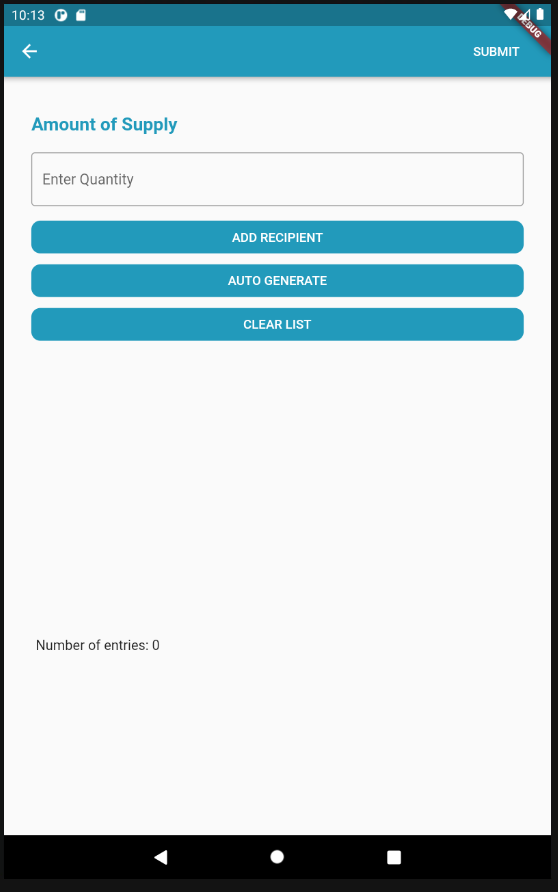 10:13
DEBUG
SUBMIT
Amount of Supply
Enter Quantity
ADD RECIPIENT
AUTO GENERATE
CLEAR LIST
Number of entries: 0